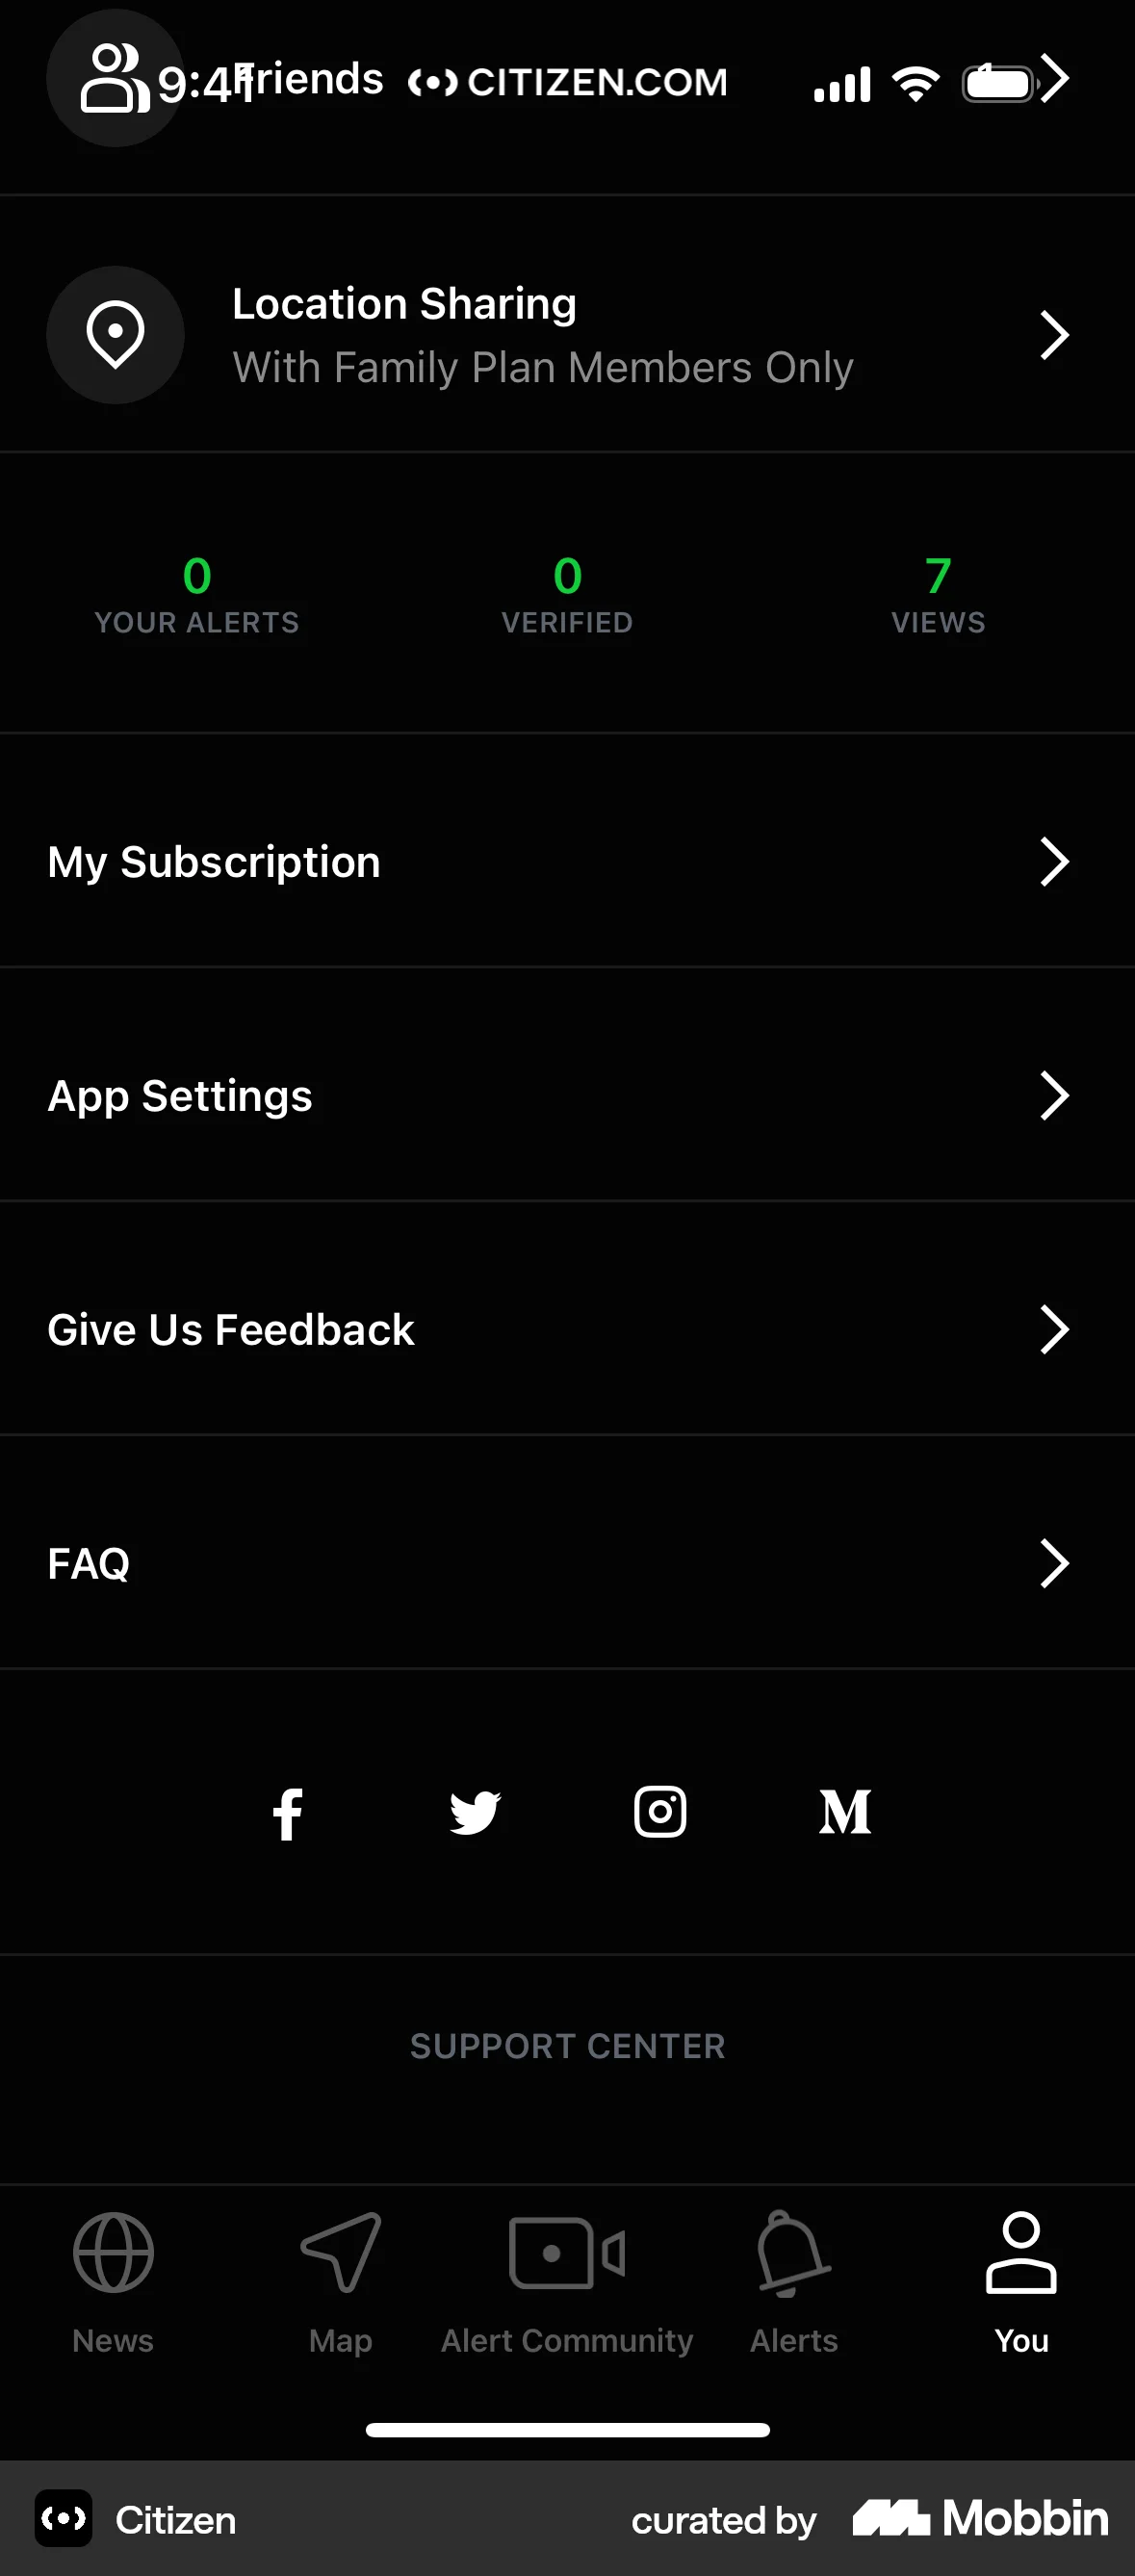 9:41
Friends
CITIZEN.COM
1
Location Sharing
With Family Plan Members Only
0
YOUR ALERTS
0
VERIFIED
7
VIEWS
My Subscription
App Settings
Give Us Feedback
FAQ
SUPPORT CENTER
News
Map
Alert Community
Alerts
You
Citizen
curated by Mobbin